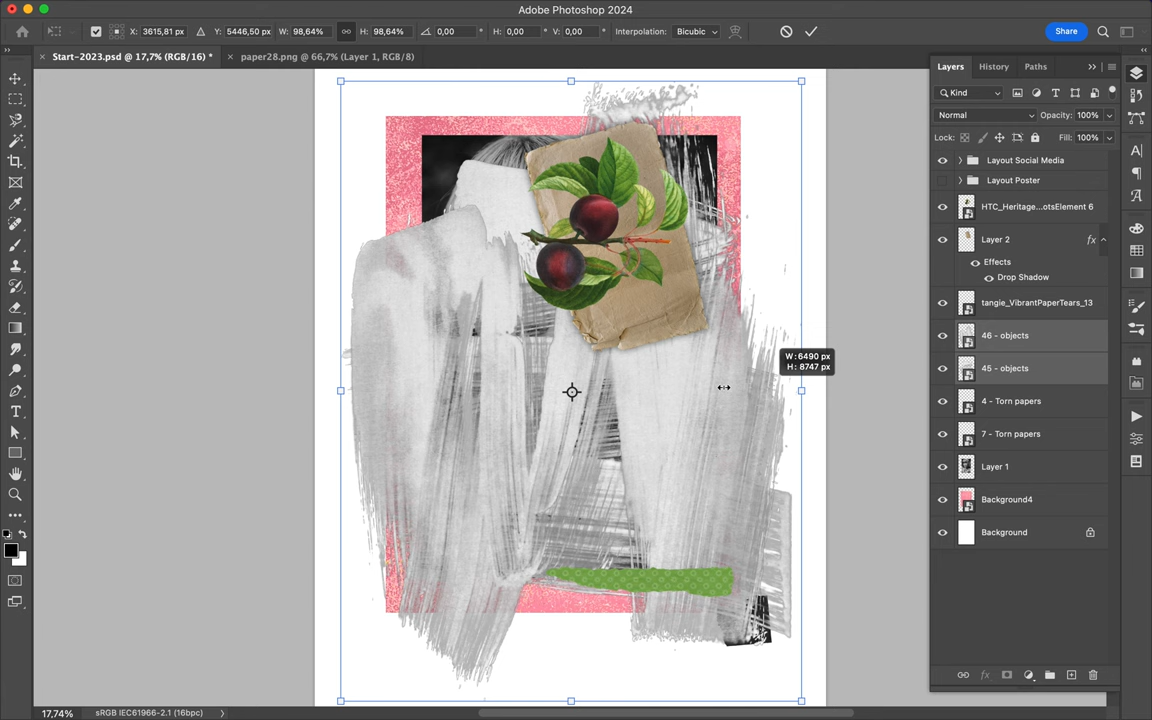 Adobe Photoshop 2024
X: 3615,81 px Y: 5446,50 px W: 98,64% H: 98,64% 0,00 ° H: 0,00 ° V: 0,00 ° Interpolation: Bicubic Share
Start-2023.psd @ 17,7% (RGB/16) * paper28.png @ 66,7% (Layer 1, RGB/8)
Layers History Paths
Kind
Normal Opacity: 100%
Lock: Fill: 100%
Layout Social Media
Layout Poster
HTC_Heritage...otsElement 6
Layer 2 fx
Effects
Drop Shadow
tangie_VibrantPaperTears_13
46 - objects
45 - objects
4 - Torn papers
7 - Torn papers
Layer 1
Background4
Background
W: 6490 px
H: 8747 px
fx
17,74% sRGB IEC61966-2.1 (16bpc)